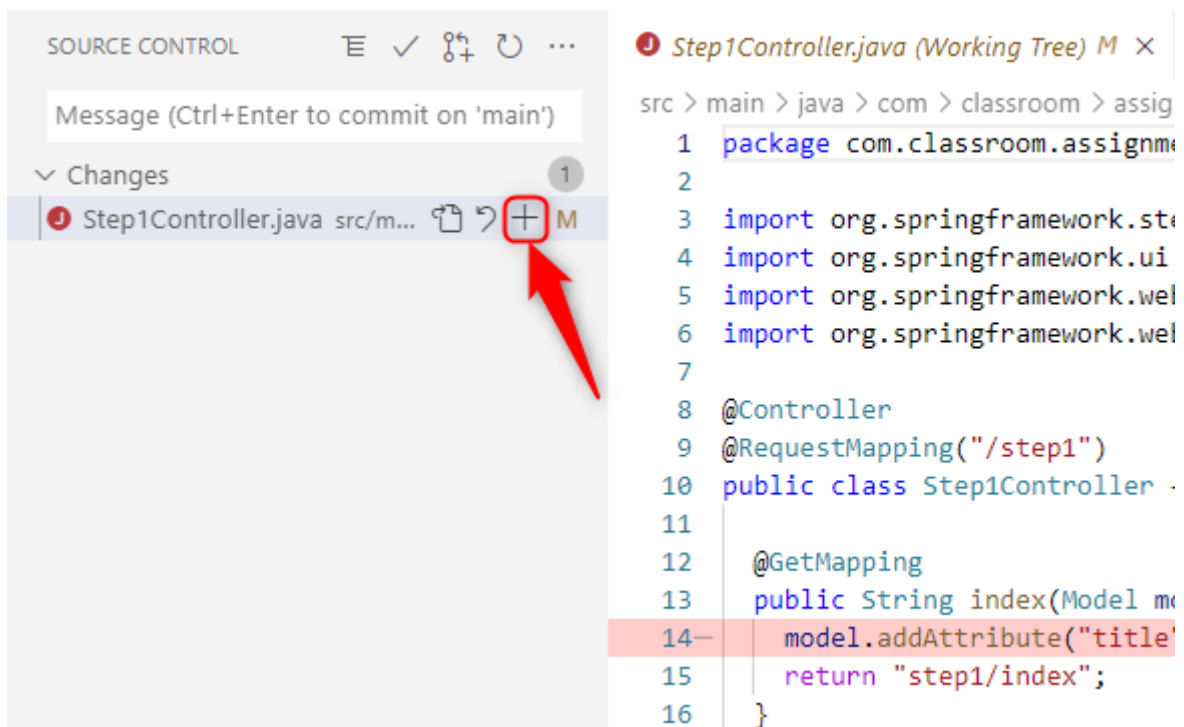 SOURCE CONTROL
Message (Ctrl+Enter to commit on 'main')
Changes 1
Step1Controller.java src/m... M
Step1Controller.java (Working Tree) M
src > main > java > com > classroom > assig
1 package com.classroom.assignme
2
3 import org.springframework.ste
4 import org.springframework.ui
5 import org.springframework.we
6 import org.springframework.we
7
8 @Controller
9 @RequestMapping("/step1")
10 public class Step1Controller
11
12 @GetMapping
13 public String index(Model mo
14 model.addAttribute("title"
15 return "step1/index";
16 }